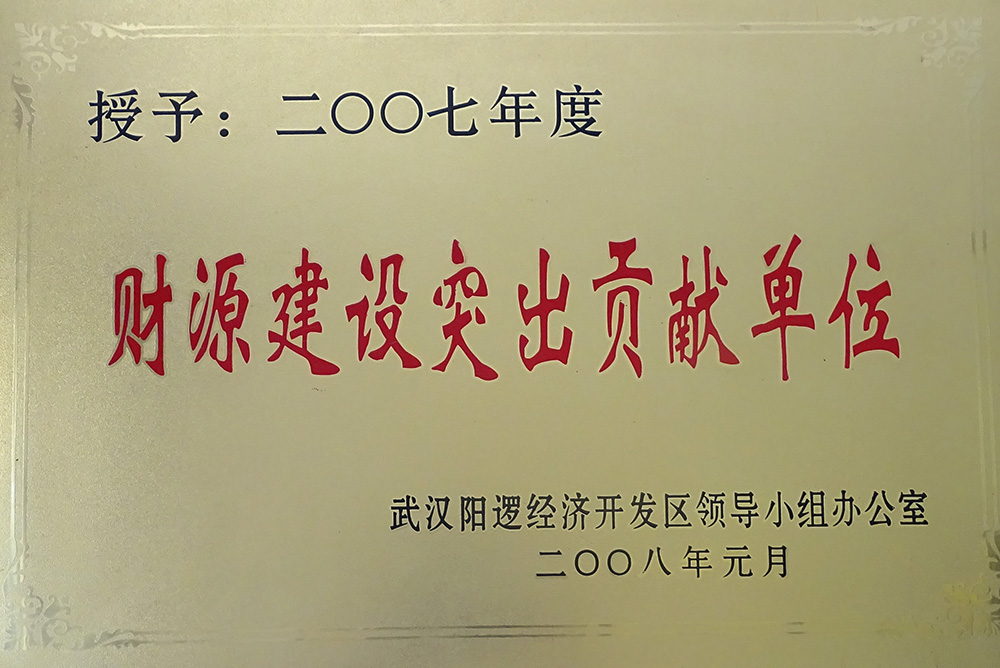 授予：二〇〇七年度
财源建设突出贡献单位
武汉阳逻经济开发区领导小组办公室
二〇〇八年元月